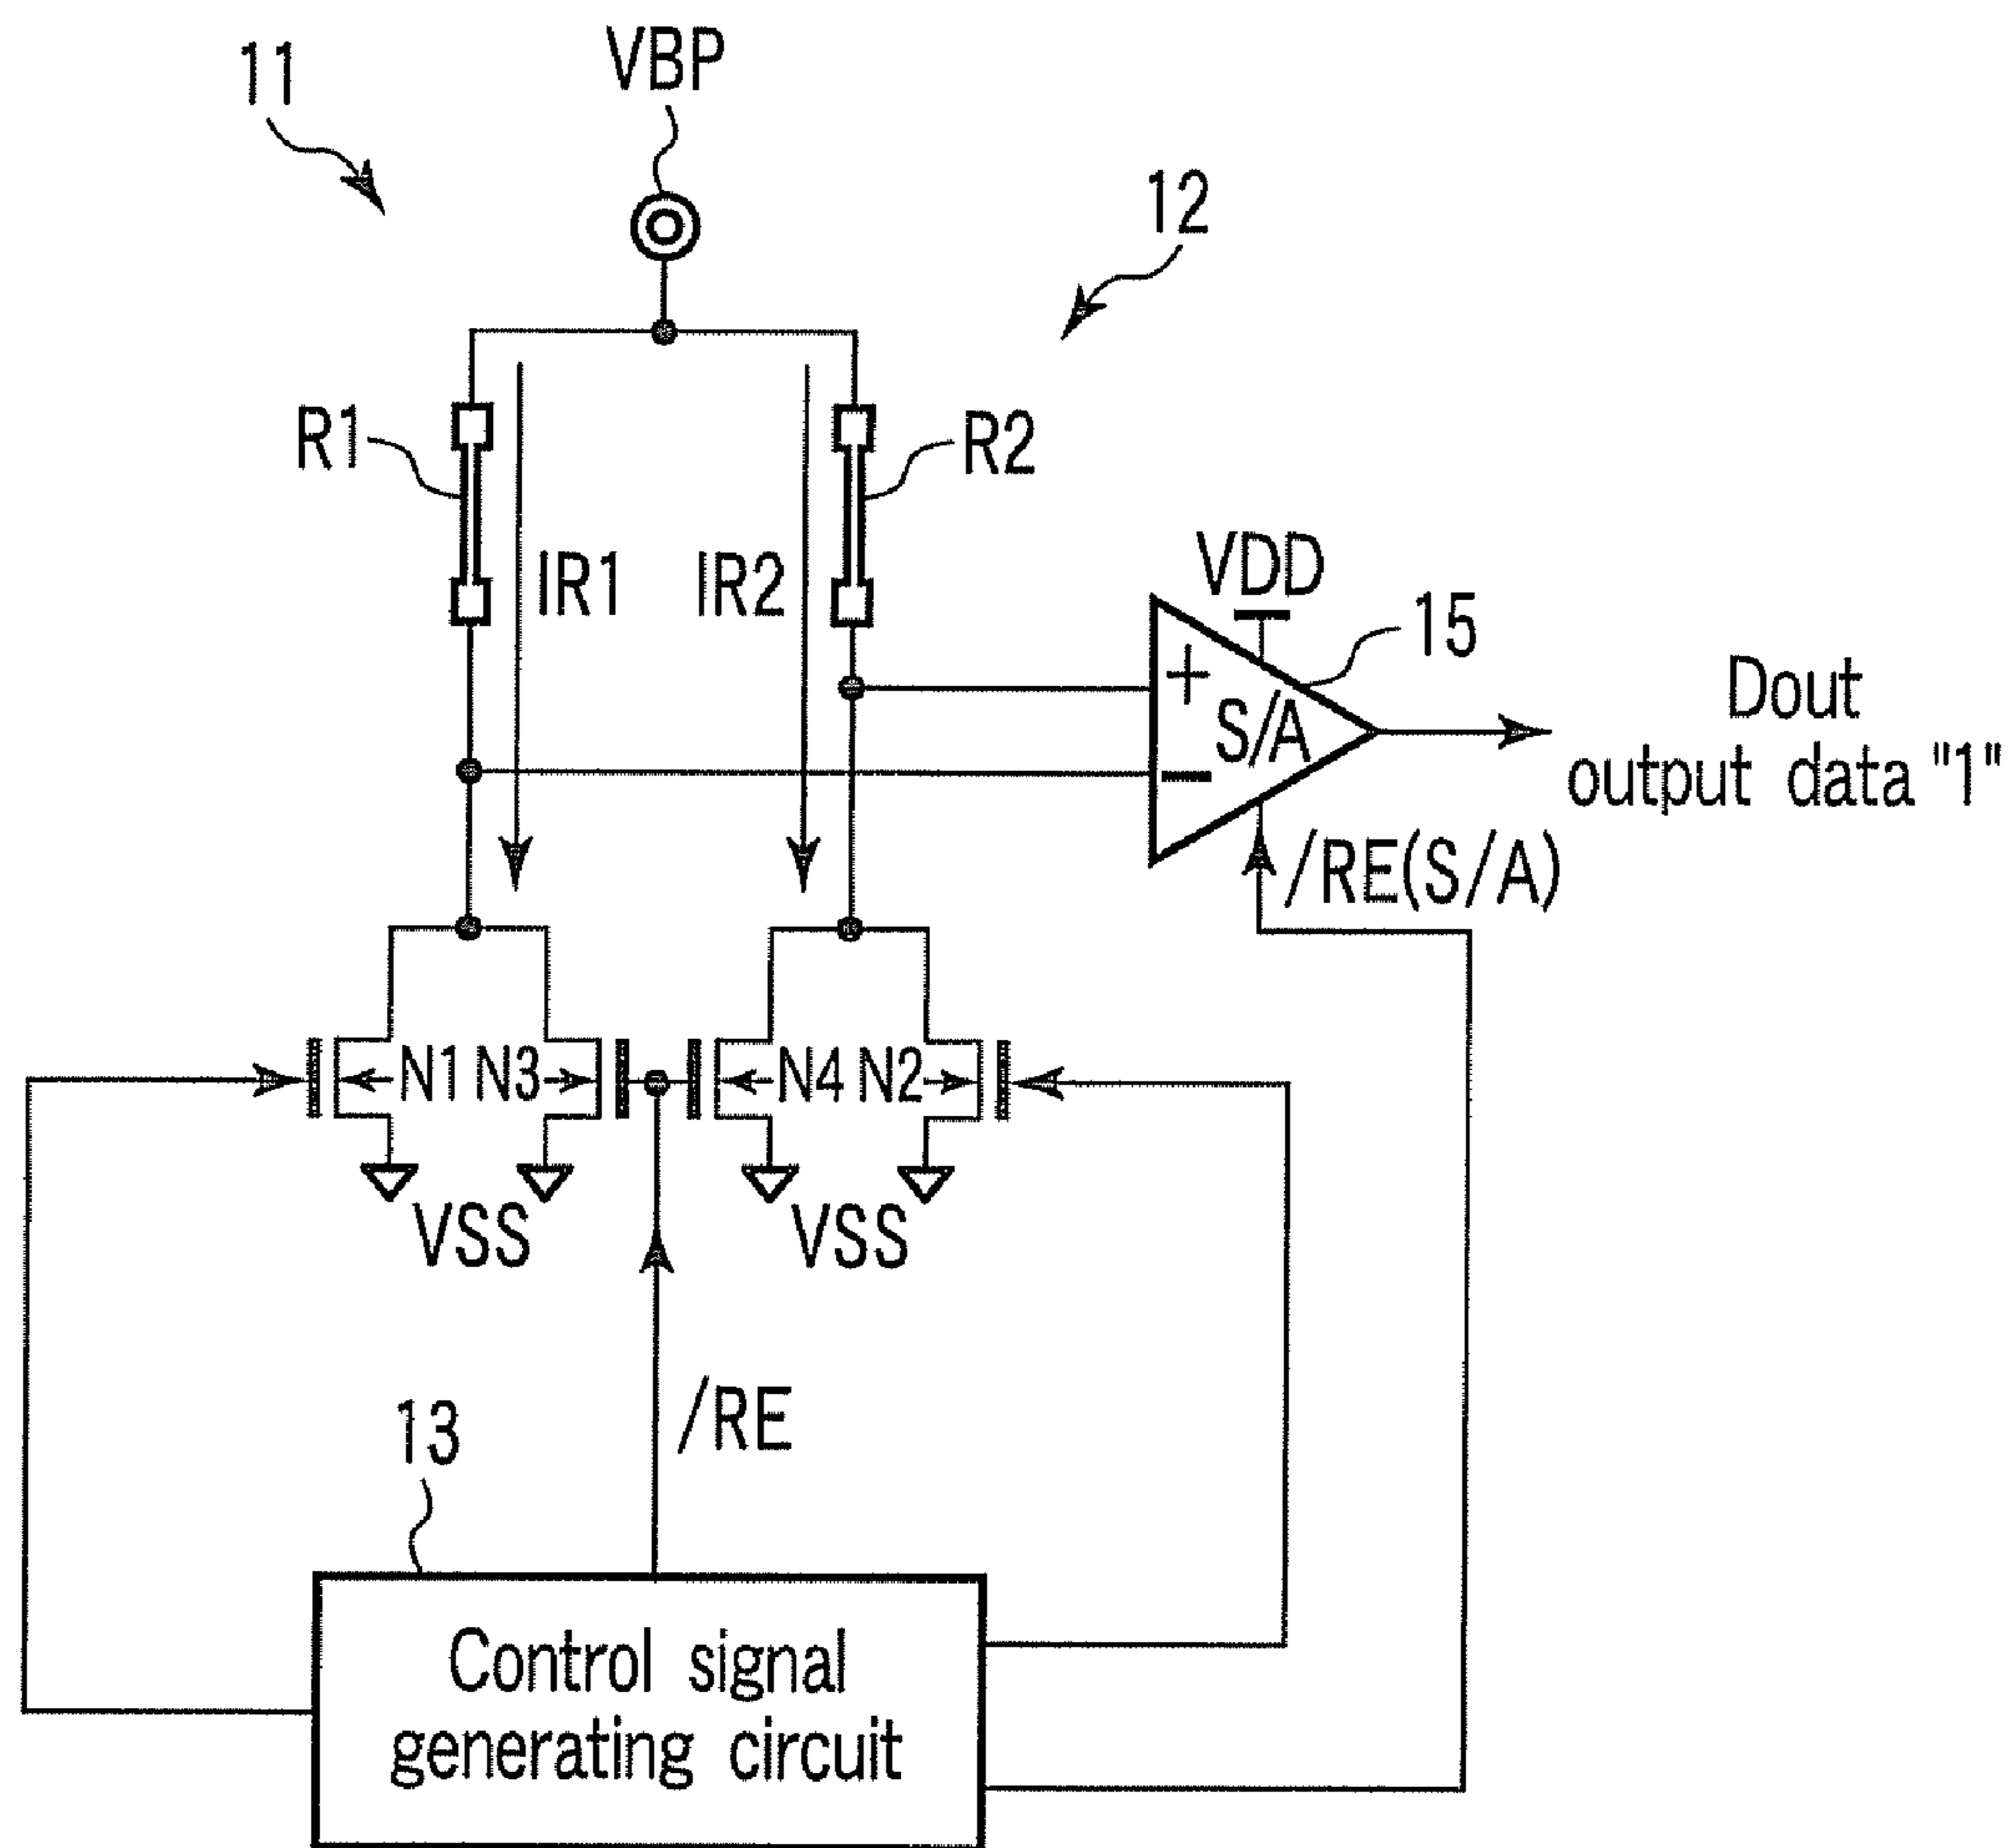 11
VBP
12
R1
R2
IR1
IR2
VDD
15
+
S/A
−
Dout
output data "1"
/RE(S/A)
N1
N3
N4
N2
VSS
VSS
/RE
13
Control signal
generating circuit